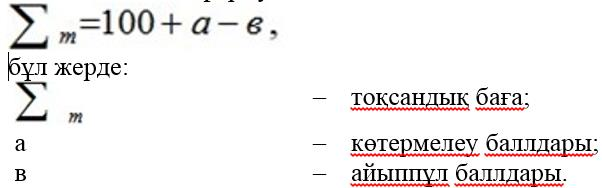 ∑ m=100 + а − в ,
бұл жерде:
∑ m – тоқсандық баға;
а – көтермелеу баллдары;
в – айыппұл баллдары.